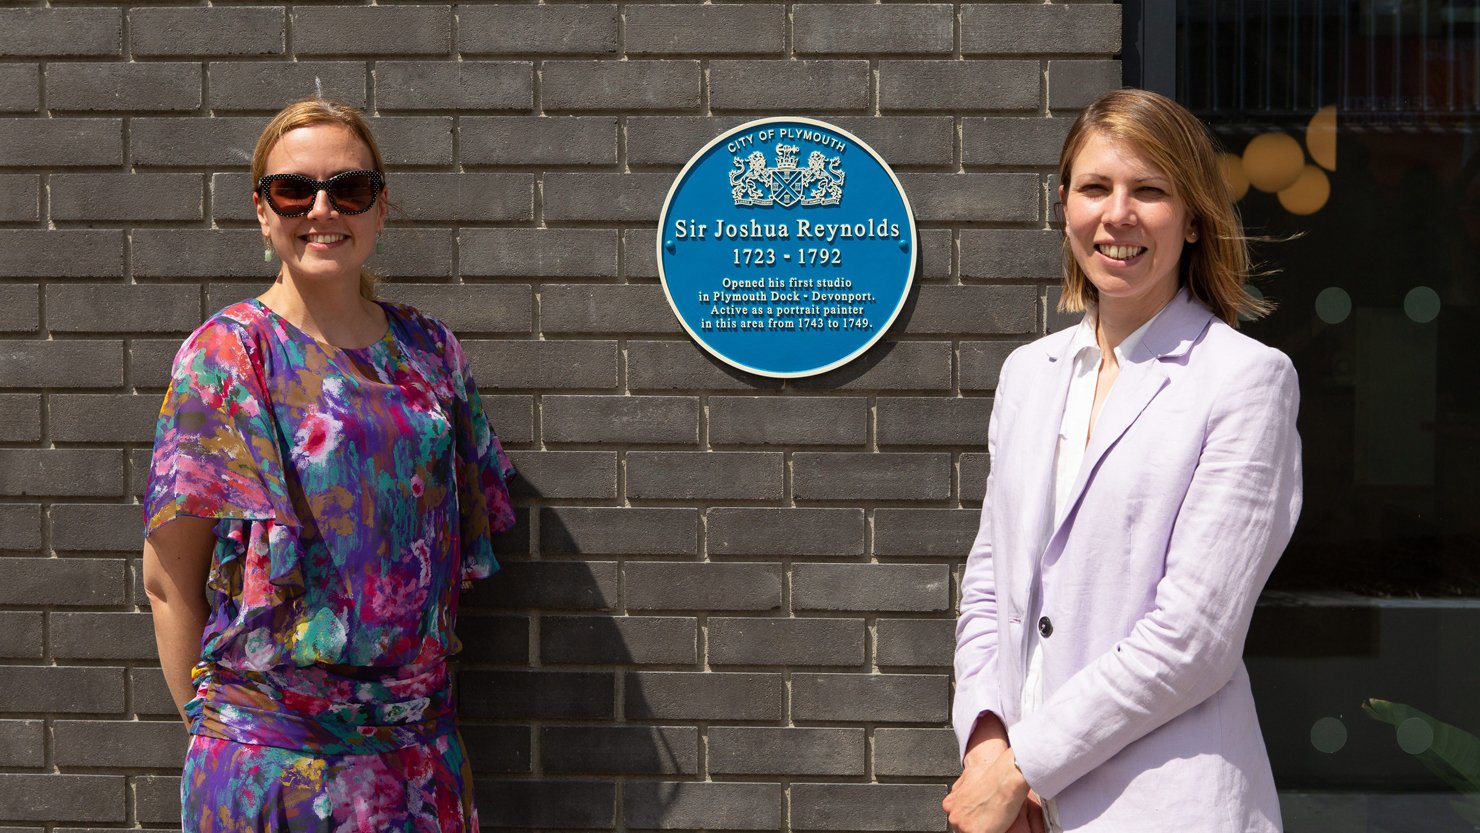 CITY OF PLYMOUTH
Sir Joshua Reynolds
1723 - 1792
Opened his first studio
in Plymouth Dock - Devonport.
Active as a portrait painter
in this area from 1743 to 1749.